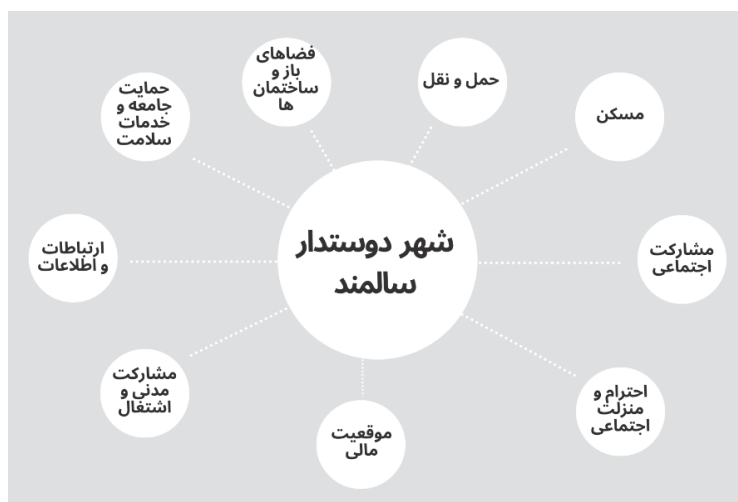 فضاهای
باز و
ساختمان
ها
حمل و نقل
مسکن
حمایت
جامعه و
خدمات
سلامت
شهر دوستدار
سالمند
مشارکت
اجتماعی
ارتباطات
و اطلاعات
احترام و
منزلت
اجتماعی
مشارکت
مدنی و
اشتغال
موقعیت
مالی